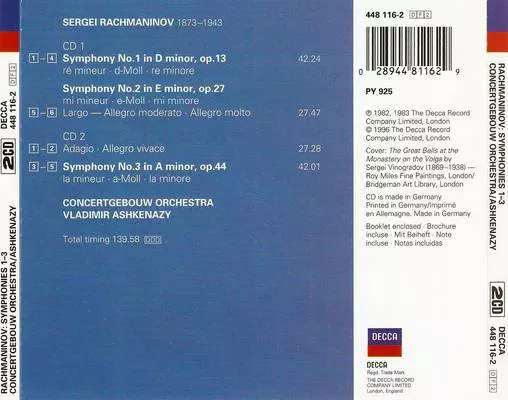 RACHMANINOV: SYMPHONIES 1–3
CONCERTGEBOUW ORCHESTRA/ASHKENAZY
2CD
DECCA
448 116-2
DF2
SERGEI RACHMANINOV 1873–1943
CD 1
1 – 4 Symphony No.1 in D minor, op.13 42.24
ré mineur · d-Moll · re minore
Symphony No.2 in E minor, op.27
mi mineur · e-Moll · mi minore
5 – 6 Largo — Allegro moderato · Allegro molto 27.47
CD 2
1 – 2 Adagio · Allegro vivace 27.28
3 – 5 Symphony No.3 in A minor, op.44 42.01
la mineur · a-Moll · la minore
CONCERTGEBOUW ORCHESTRA
VLADIMIR ASHKENAZY
Total timing 139.58 DDD
448 116-2 DF2
0 28944 81162 9
PY 925
℗ 1982, 1983 The Decca Record
Company Limited, London
© 1996 The Decca Record
Company Limited, London
Cover: The Great Bells at the
Monastery on the Volga by
Sergei Vinogradov (1869–1938) —
Roy Miles Fine Paintings, London/
Bridgeman Art Library, London
CD is made in Germany
Printed in Germany/Imprimé
en Allemagne. Made in Germany
Booklet enclosed · Brochure
incluse · Mit Beiheft · Note
incluse · Notas incluidas
DECCA
Regd. Trade Mark
THE DECCA RECORD
COMPANY LIMITED
London, England
RACHMANINOV: SYMPHONIES 1–3
CONCERTGEBOUW ORCHESTRA/ASHKENAZY
2CD
DECCA
448 116-2
DF2